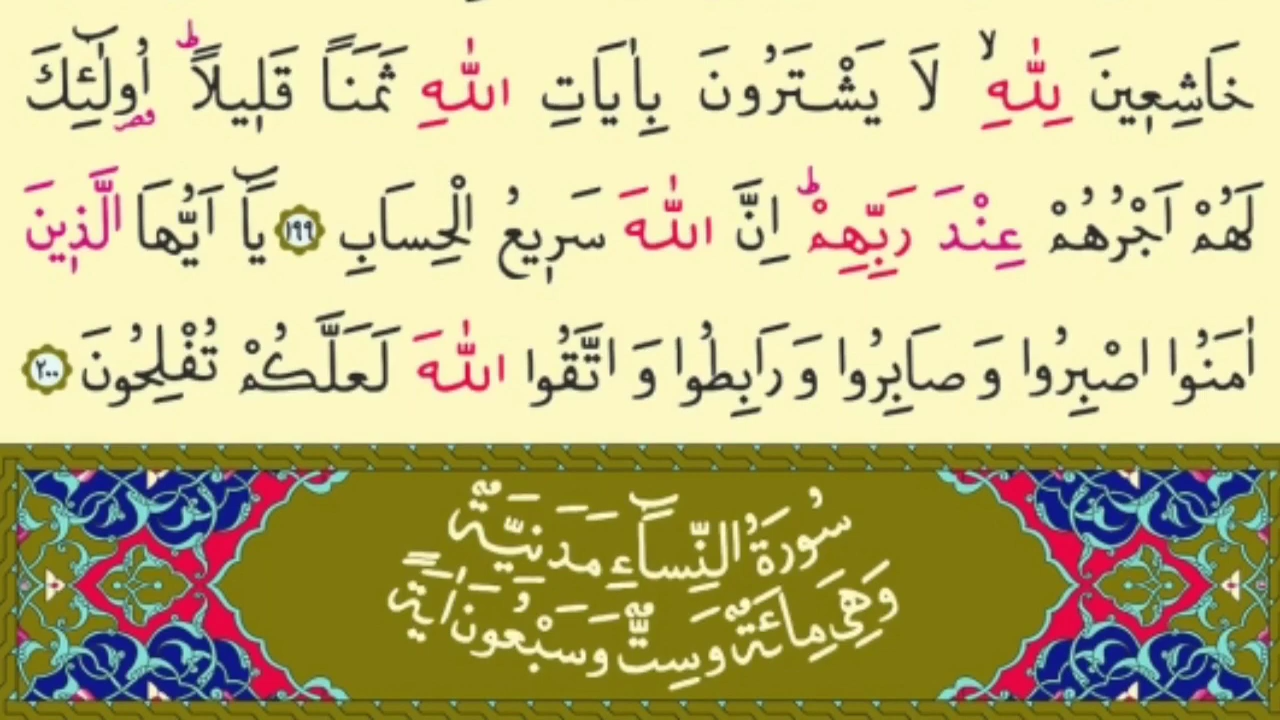 خَاشِعٖينَ لِلّٰهِۙ لَا يَشْتَرُونَ بِاٰيَاتِ اللّٰهِ ثَمَنًا قَلٖيلًاؕ اُولٰٓئِكَ
لَهُمْ اَجْرُهُمْ عِنْدَ رَبِّهِمْؕ اِنَّ اللّٰهَ سَرٖيعُ الْحِسَابِ ١٩٩ يَٓا اَيُّهَا الَّذٖينَ
اٰمَنُوا اصْبِرُوا وَ صَابِرُوا وَ رَابِطُوا وَ اتَّقُوا اللّٰهَ لَعَلَّكُمْ تُفْلِحُونَ ٢٠٠
سُورَةُ النِّسَٓاءِ مَدَنِيَّةٌ
وَهِيَ مِائَةٌ وَسِتٌّ وَسَبْعُونَ اٰيَةً